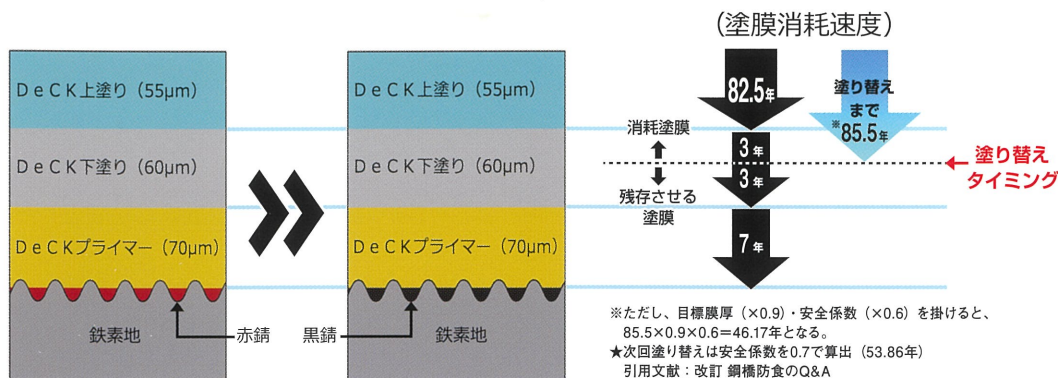 （塗膜消耗速度）
DeCK上塗り（55μm）
DeCK下塗り（60μm）
DeCKプライマー（70μm）
鉄素地
赤錆
DeCK上塗り（55μm）
DeCK下塗り（60μm）
DeCKプライマー（70μm）
鉄素地
黒錆
82.5年
塗り替え
まで
※85.5年
消耗塗膜
3年
3年
残存させる
塗膜
塗り替え
タイミング
7年
※ただし、目標膜厚（×0.9）・安全係数（×0.6）を掛けると、
85.5×0.9×0.6＝46.17年となる。
★次回塗り替えは安全係数を0.7で算出（53.86年）
引用文献：改訂 鋼橋防食のQ&A